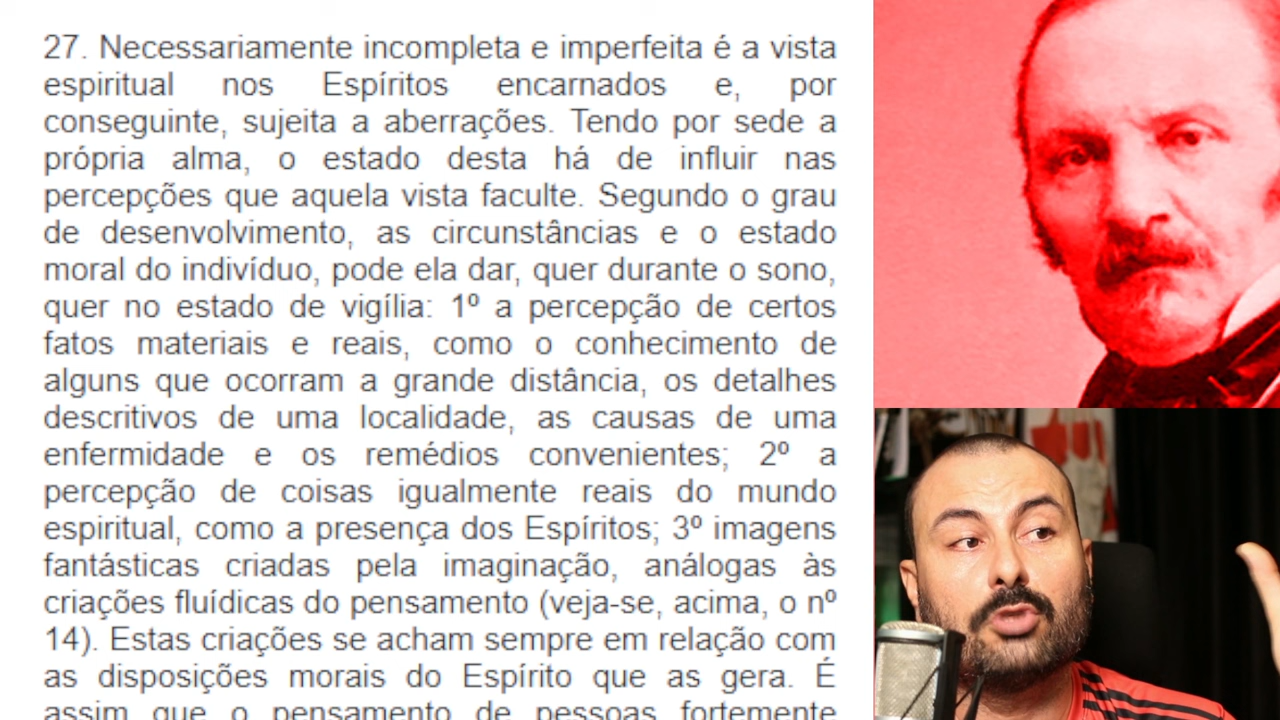 27. Necessariamente incompleta e imperfeita é a vista
espiritual nos Espíritos encarnados e, por
conseguinte, sujeita a aberrações. Tendo por sede a
própria alma, o estado desta há de influir nas
percepções que aquela vista faculte. Segundo o grau
de desenvolvimento, as circunstâncias e o estado
moral do indivíduo, pode ela dar, quer durante o sono,
quer no estado de vigília: 1º a percepção de certos
fatos materiais e reais, como o conhecimento de
alguns que ocorram a grande distância, os detalhes
descritivos de uma localidade, as causas de uma
enfermidade e os remédios convenientes; 2º a
percepção de coisas igualmente reais do mundo
espiritual, como a presença dos Espíritos; 3º imagens
fantásticas criadas pela imaginação, análogas às
criações fluídicas do pensamento (veja-se, acima, o nº
14). Estas criações se acham sempre em relação com
as disposições morais do Espírito que as gera. É
assim que o pensamento de pessoas fortemente